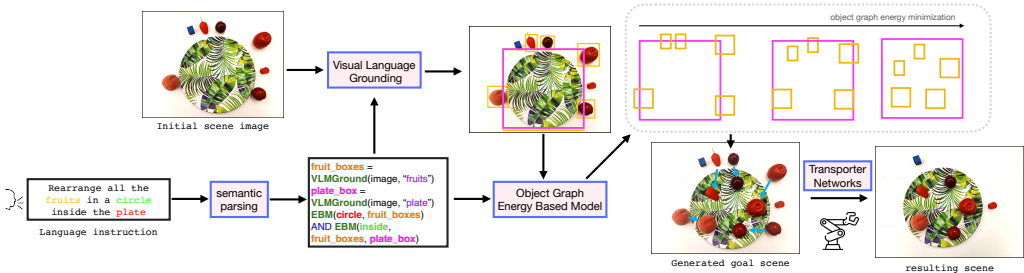 object graph energy minimization
Visual Language
Grounding
Initial scene image
Rearrange all the
fruits in a circle
inside the plate
Language instruction
semantic
parsing
fruit_boxes =
VLMGround(image, “fruits”)
plate_box =
VLMGround(image, “plate”)
EBM(circle, fruit_boxes)
AND EBM(inside,
fruit_boxes, plate_box)
Object Graph
Energy Based Model
Generated goal scene
Transporter
Networks
resulting scene